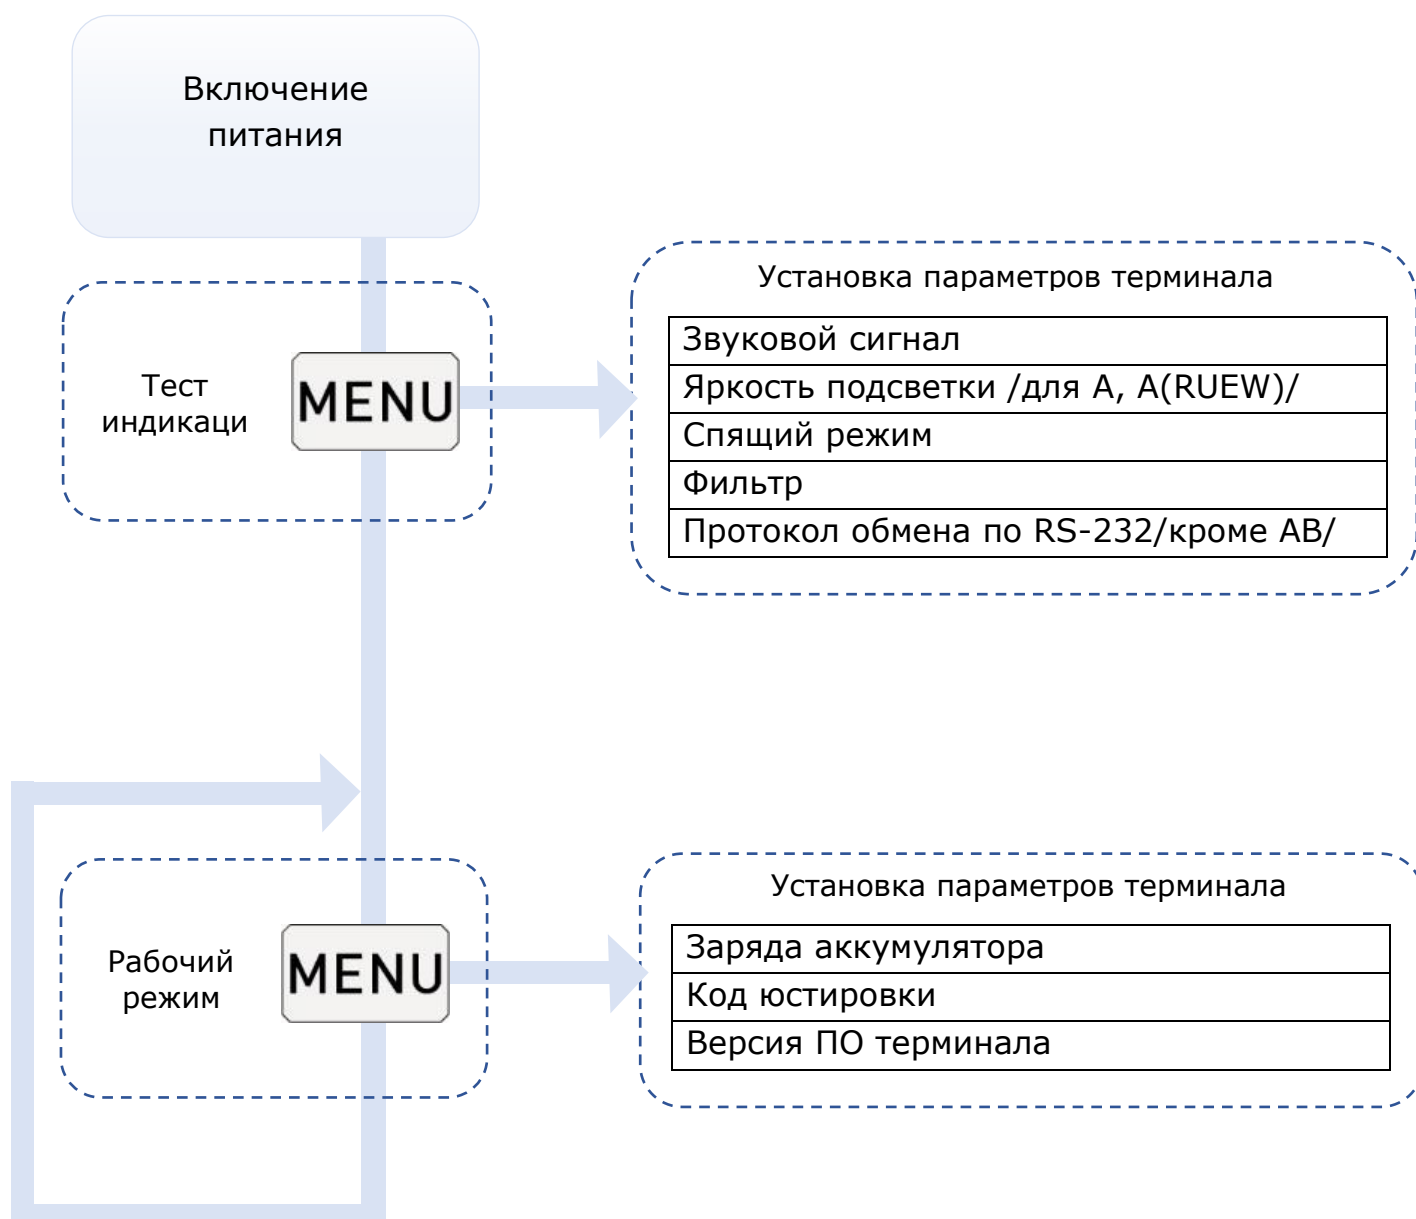 Включение
питания
Тест
индикаци
MENU
Установка параметров терминала
Звуковой сигнал
Яркость подсветки /для A, A(RUEW)/
Спящий режим
Фильтр
Протокол обмена по RS-232/кроме АВ/
Рабочий
режим
MENU
Установка параметров терминала
Заряда аккумулятора
Код юстировки
Версия ПО терминала